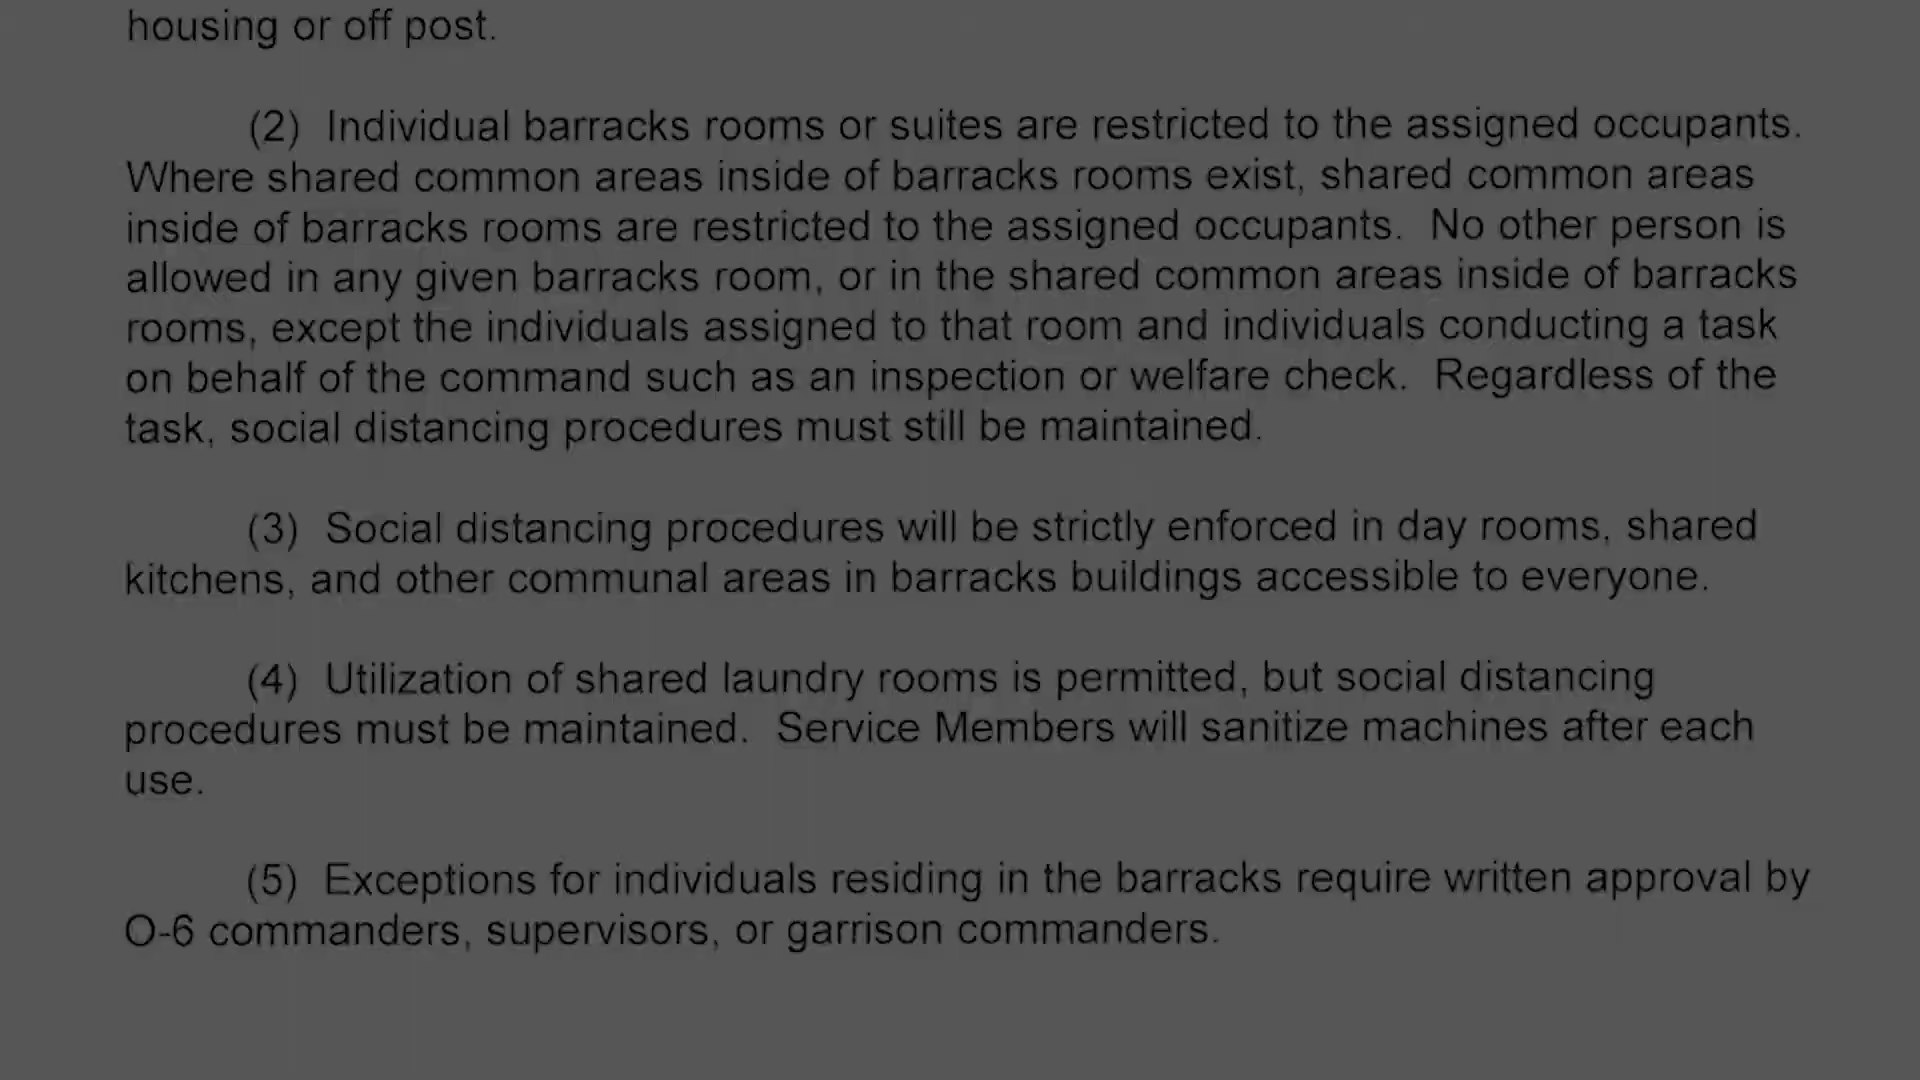 housing or off post.
(2) Individual barracks rooms or suites are restricted to the assigned occupants.
Where shared common areas inside of barracks rooms exist, shared common areas
inside of barracks rooms are restricted to the assigned occupants. No other person is
allowed in any given barracks room, or in the shared common areas inside of barracks
rooms, except the individuals assigned to that room and individuals conducting a task
on behalf of the command such as an inspection or welfare check. Regardless of the
task, social distancing procedures must still be maintained.
(3) Social distancing procedures will be strictly enforced in day rooms, shared
kitchens, and other communal areas in barracks buildings accessible to everyone.
(4) Utilization of shared laundry rooms is permitted, but social distancing
procedures must be maintained. Service Members will sanitize machines after each
use.
(5) Exceptions for individuals residing in the barracks require written approval by
O-6 commanders, supervisors, or garrison commanders.